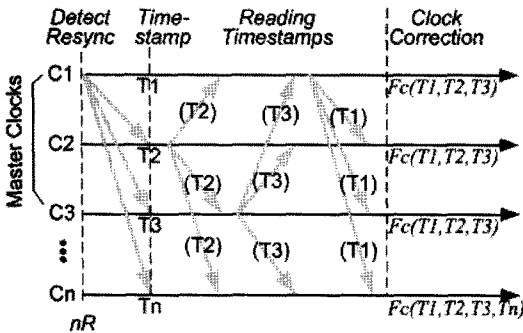 Detect Resync
Time-stamp
Reading Timestamps
Clock Correction
Master Clocks
C1
T1
(T2)
(T3)
(T1)
Fc(T1,T2,T3)
C2
T2
(T2)
(T3)
(T1)
Fc(T1,T2,T3)
C3
T3
(T2)
(T3)
(T1)
Fc(T1,T2,T3)
•••
Cn
Tn
Fc(T1,T2,T3,Tn)
nR